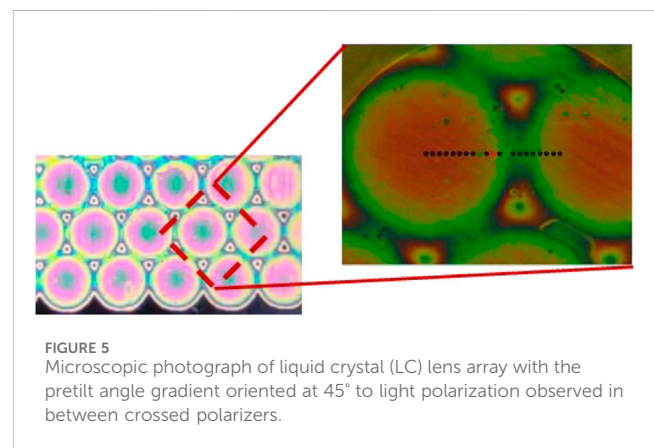 FIGURE 5
Microscopic photograph of liquid crystal (LC) lens array with the
pretilt angle gradient oriented at 45° to light polarization observed in
between crossed polarizers.